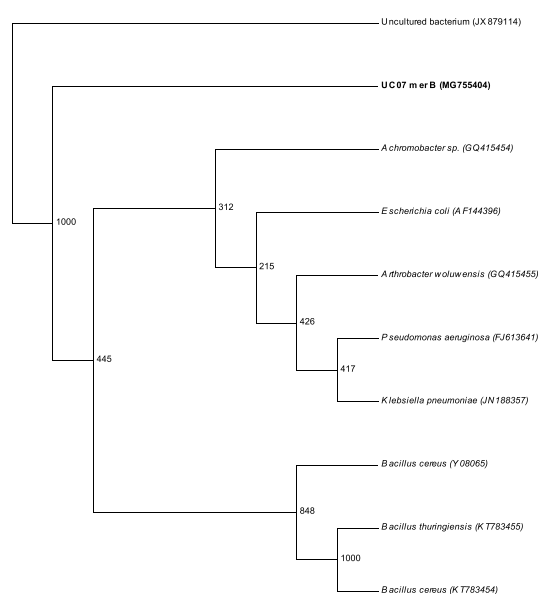 Uncultured bacterium (JX879114)
UC07 merB (MG755404)
Achromobacter sp. (GQ415454)
312
Escherichia coli (AF144396)
1000
215
Arthrobacter woluwensis (GQ415455)
426
Pseudomonas aeruginosa (FJ613641)
445
417
Klebsiella pneumoniae (JN188357)
Bacillus cereus (Y08065)
848
Bacillus thuringiensis (KT783455)
1000
Bacillus cereus (KT783454)